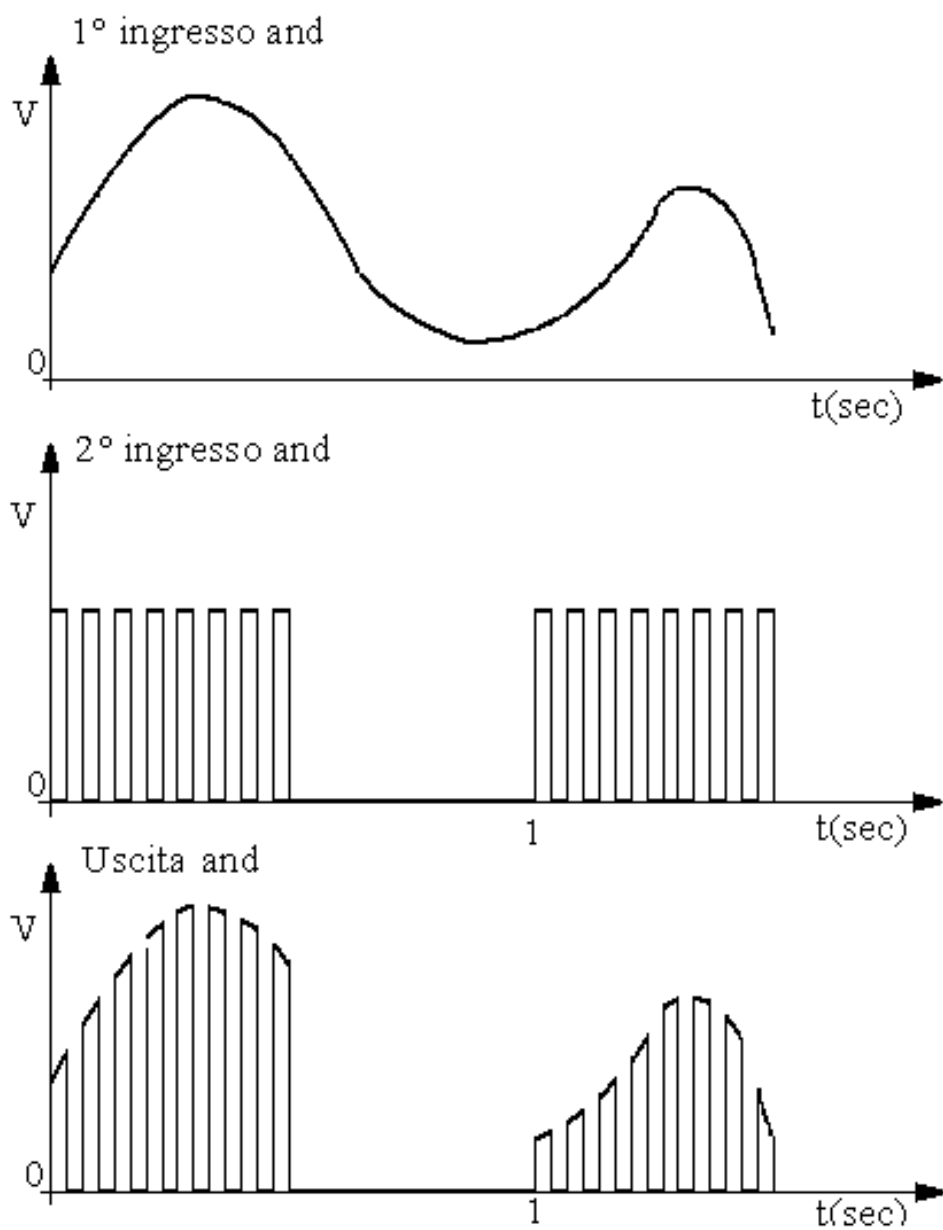 1° ingresso and
V
0
t(sec)
2° ingresso and
V
0
1
t(sec)
Uscita and
V
0
1
t(sec)